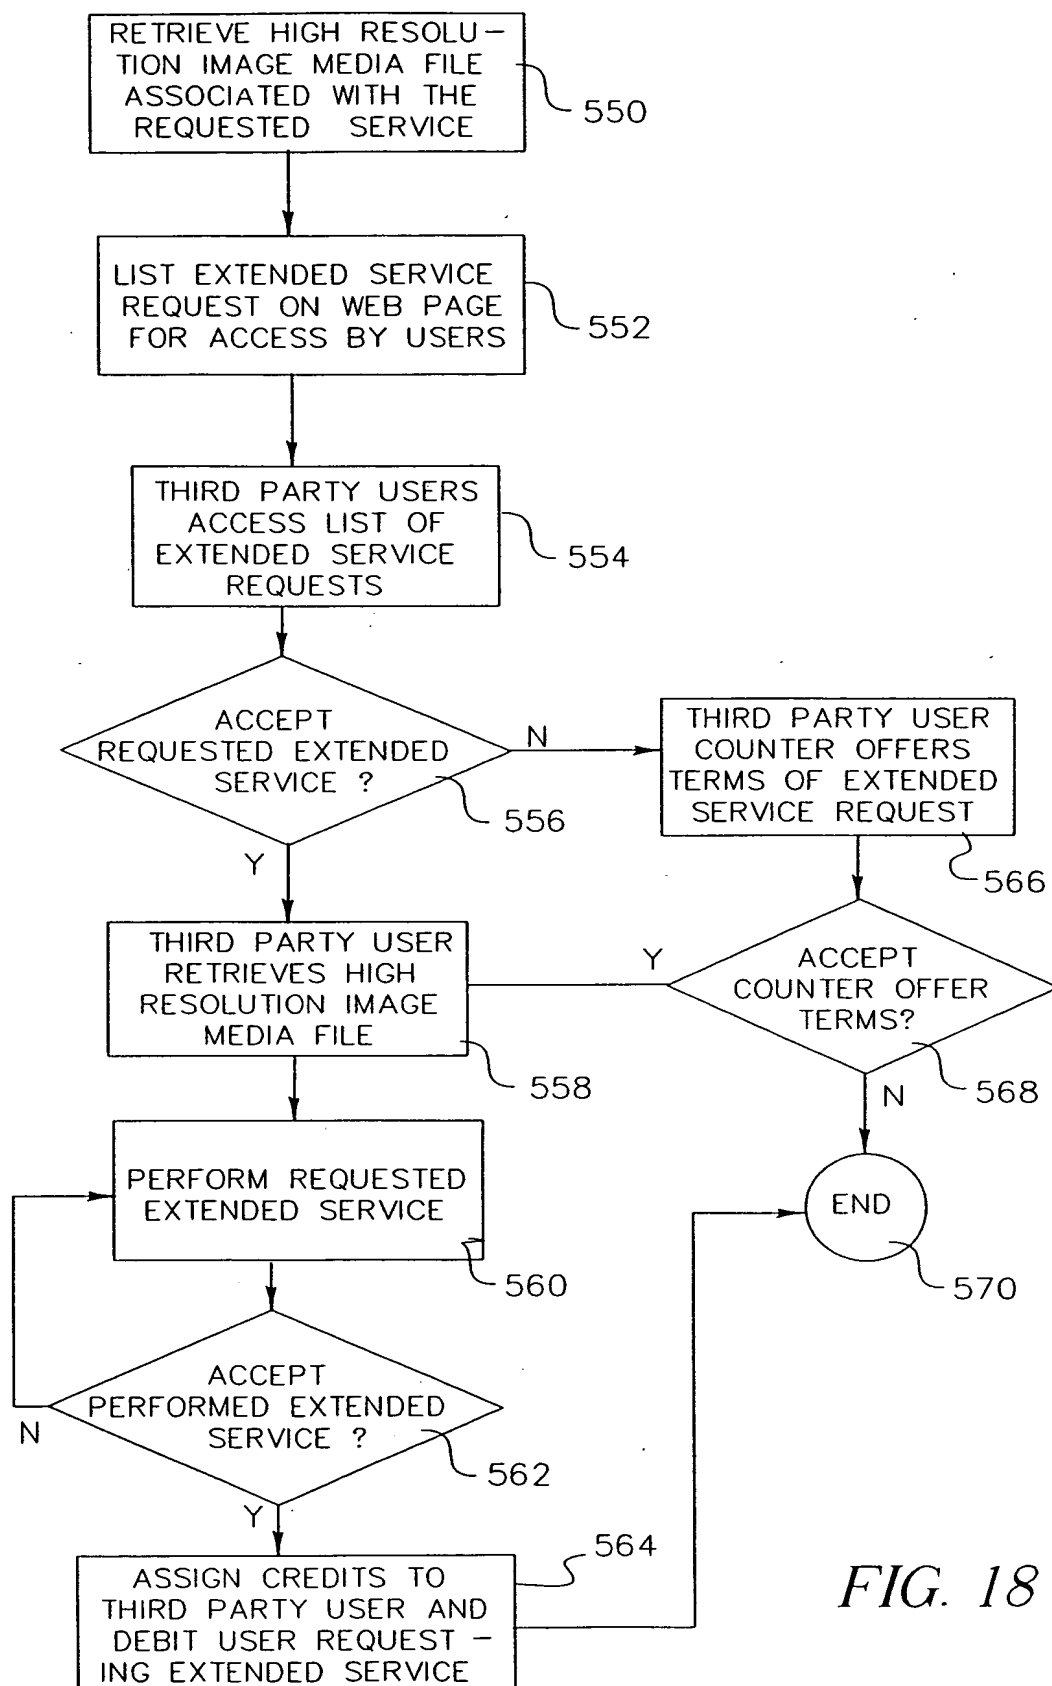 RETRIEVE HIGH RESOLU-
TION IMAGE MEDIA FILE
ASSOCIATED WITH THE
REQUESTED SERVICE
550
LIST EXTENDED SERVICE
REQUEST ON WEB PAGE
FOR ACCESS BY USERS
552
THIRD PARTY USERS
ACCESS LIST OF
EXTENDED SERVICE
REQUESTS
554
ACCEPT
REQUESTED EXTENDED
SERVICE ?
556
N
Y
THIRD PARTY USER
COUNTER OFFERS
TERMS OF EXTENDED
SERVICE REQUEST
566
THIRD PARTY USER
RETRIEVES HIGH
RESOLUTION IMAGE
MEDIA FILE
558
Y
ACCEPT
COUNTER OFFER
TERMS?
568
N
PERFORM REQUESTED
EXTENDED SERVICE
560
END
570
ACCEPT
PERFORMED EXTENDED
SERVICE ?
562
N
Y
ASSIGN CREDITS TO
THIRD PARTY USER AND
DEBIT USER REQUEST -
ING EXTENDED SERVICE
564
FIG. 18